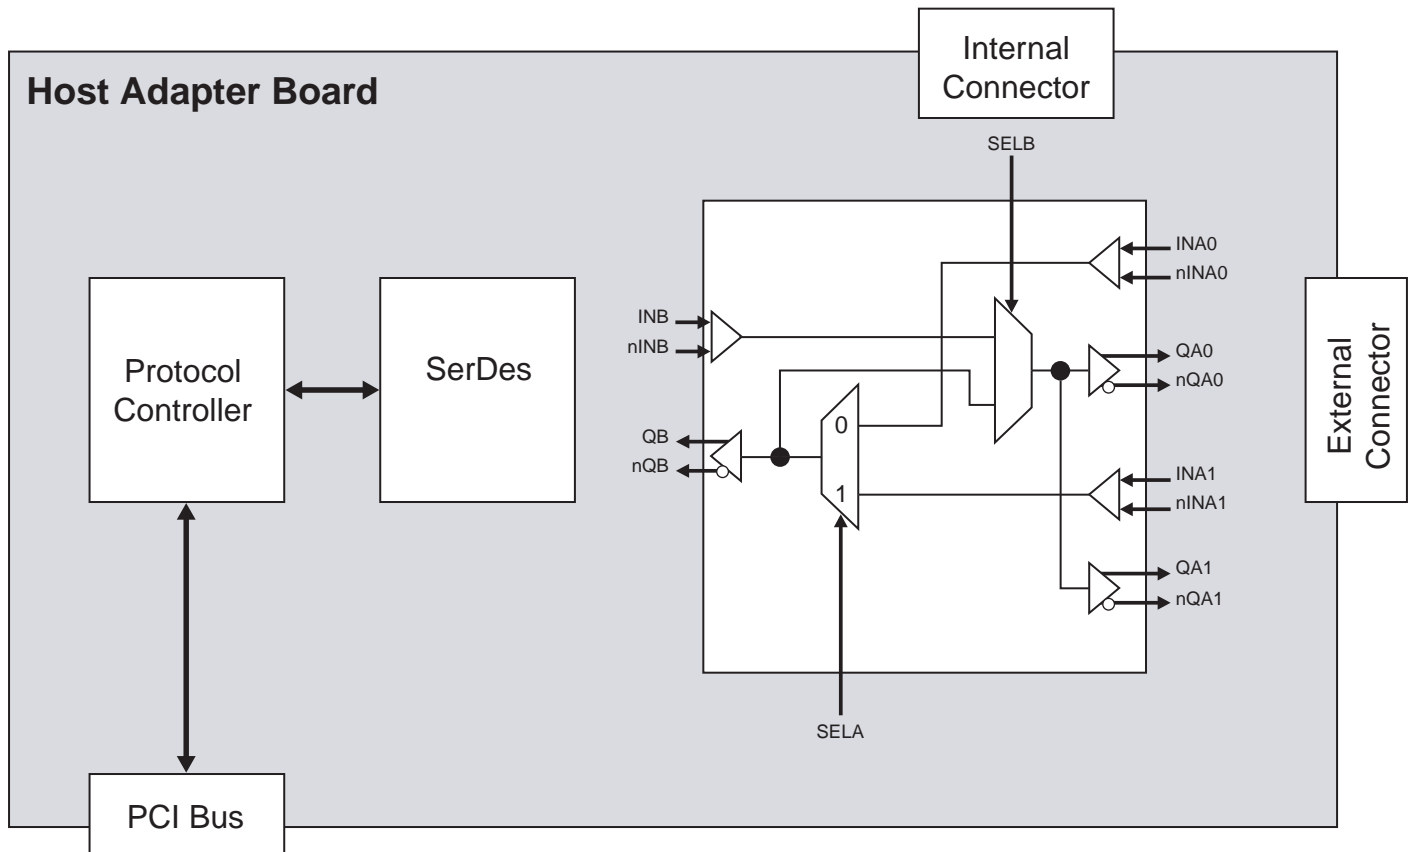 Internal
Connector
Host Adapter Board
SELB
INA0
nINA0
INB
nINB
Protocol
Controller
SerDes
QA0
nQA0
External
Connector
0
QB
nQB
1
INA1
nINA1
QA1
nQA1
SELA
PCI Bus